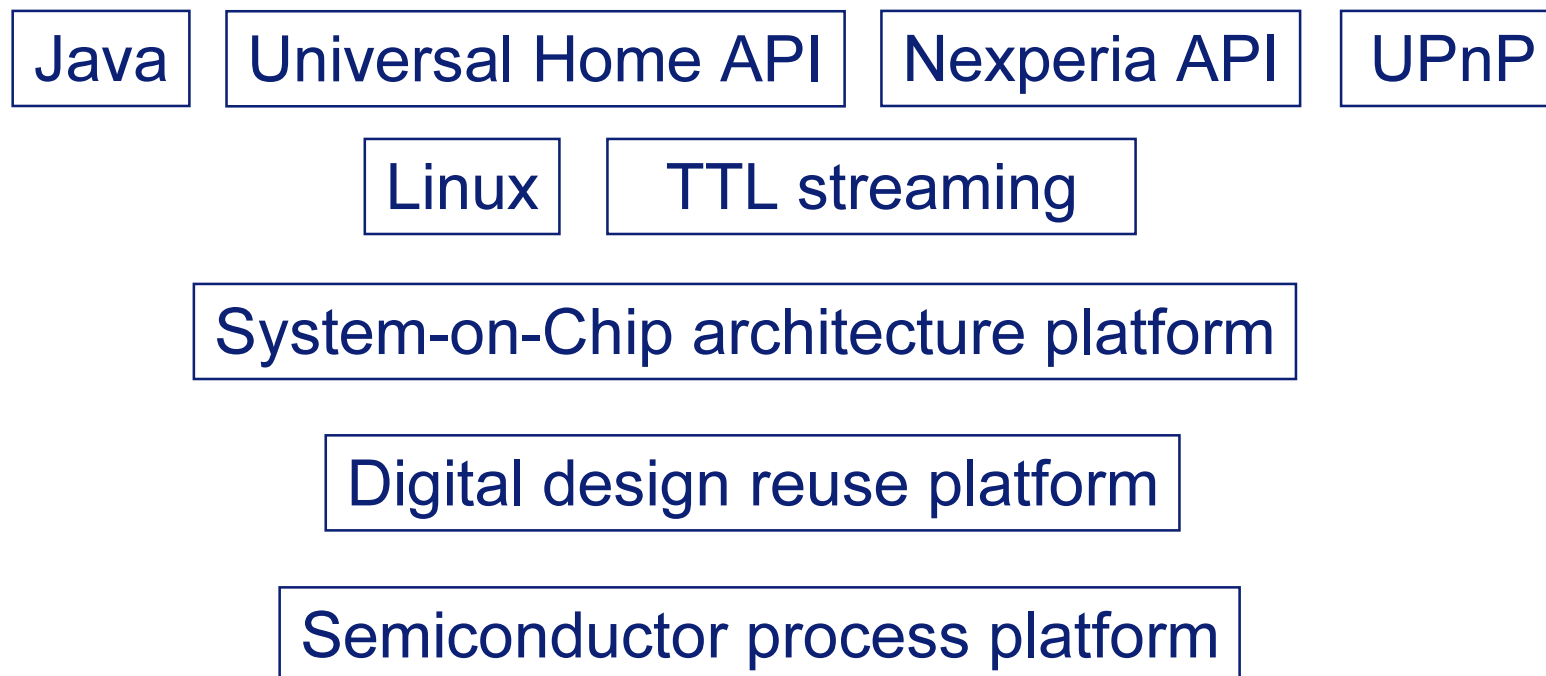 Java Universal Home API Nexperia API UPnP
Linux TTL streaming
System-on-Chip architecture platform
Digital design reuse platform
Semiconductor process platform